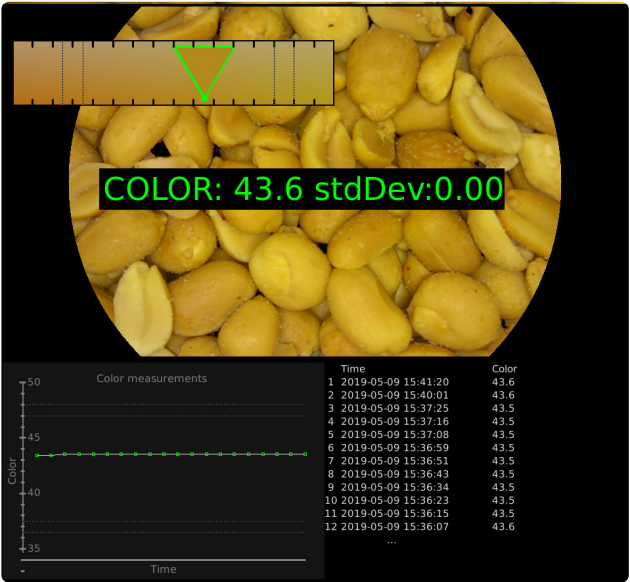 COLOR: 43.6 stdDev:0.00
Color measurements
50
45
40
35
Color
Time
Time Color
1 2019-05-09 15:41:20 43.6
2 2019-05-09 15:40:01 43.6
3 2019-05-09 15:37:25 43.5
4 2019-05-09 15:37:16 43.5
5 2019-05-09 15:37:08 43.5
6 2019-05-09 15:36:59 43.5
7 2019-05-09 15:36:51 43.5
8 2019-05-09 15:36:43 43.5
9 2019-05-09 15:36:34 43.5
10 2019-05-09 15:36:23 43.5
11 2019-05-09 15:36:15 43.5
12 2019-05-09 15:36:07 43.6
...